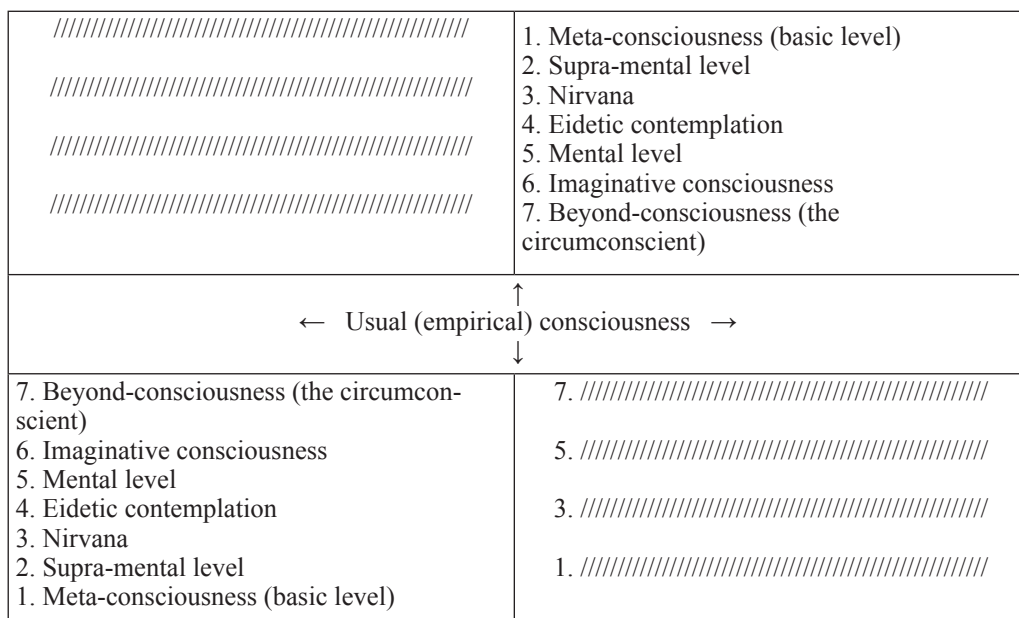 ////////////////////////////////////////////////////////
/////////////////////////////////////////////////////////
/////////////////////////////////////////////////////////
/////////////////////////////////////////////////////////
1. Meta-consciousness (basic level)
2. Supra-mental level
3. Nirvana
4. Eidetic contemplation
5. Mental level
6. Imaginative consciousness
7. Beyond-consciousness (the
circumconscient)
↑
← Usual (empirical) consciousness →
↓
7. Beyond-consciousness (the circumcon-
scient)
6. Imaginative consciousness
5. Mental level
4. Eidetic contemplation
3. Nirvana
2. Supra-mental level
1. Meta-consciousness (basic level)
7. ///////////////////////////////////////////////////////
5. ///////////////////////////////////////////////////////
3. ///////////////////////////////////////////////////////
1. ///////////////////////////////////////////////////////